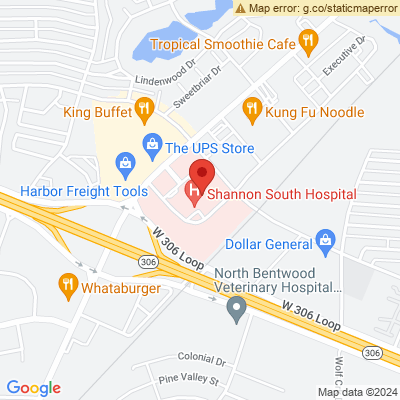 Map error: g.co/staticmaperror
Tropical Smoothie Cafe
Executive Dr
Lindenwood Dr
Sweetbriar Dr
King Buffet
Kung Fu Noodle
The UPS Store
Harbor Freight Tools
H
Shannon South Hospital
W 306 Loop
Dollar General
306
North Bentwood
Veterinary Hospital...
Whataburger
W 306 Loop
306
Colonial Dr
Wolf C
Pine Valley St
Google
Map data ©2024